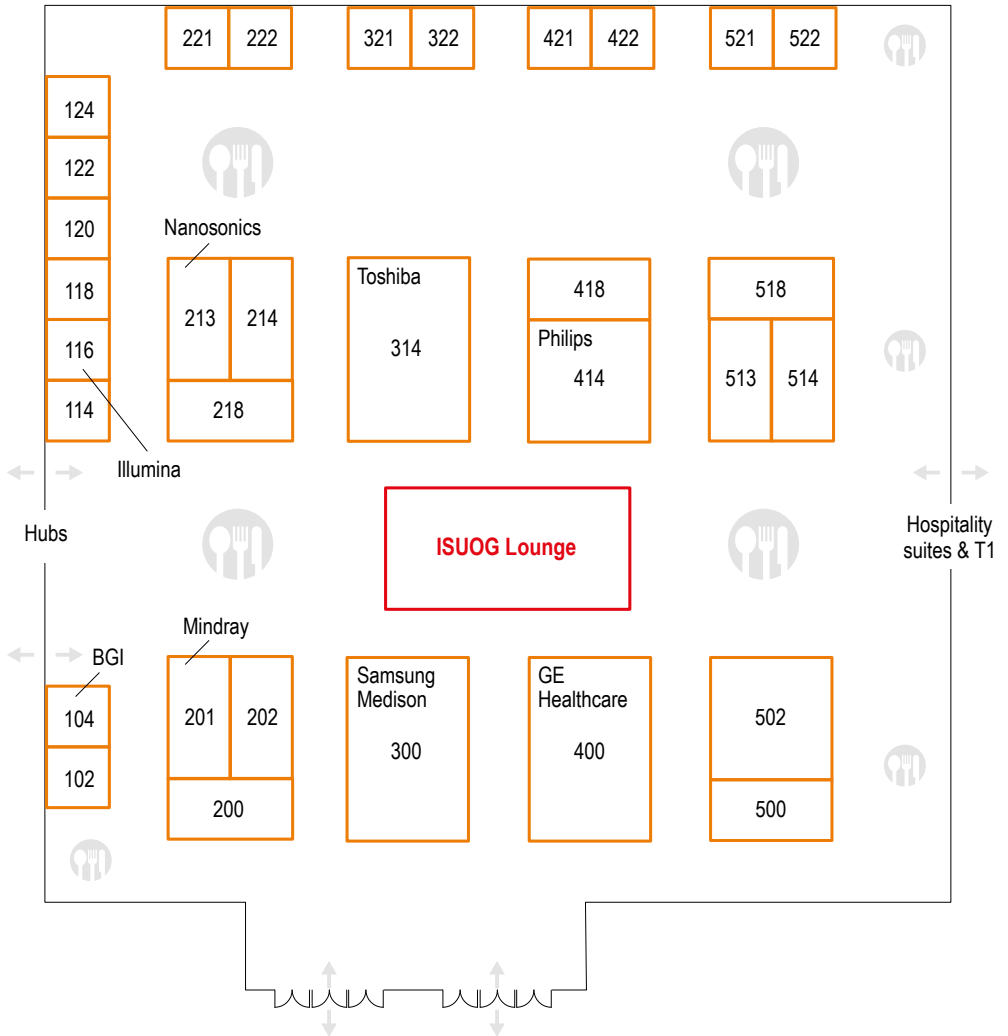 221
222
321
322
421
422
521
522
124
122
120
118
116
114
Nanosonics
213
214
218
Toshiba
314
418
Philips
414
518
513
514
Illumina
Hubs
ISUOG Lounge
Hospitality
suites & T1
BGI
104
102
Mindray
201
202
200
Samsung
Medison
300
GE
Healthcare
400
502
500